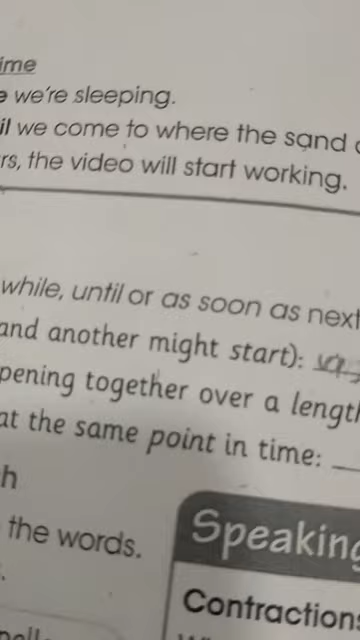 ime
e we're sleeping.
il we come to where the sand
rs, the video will start working.
while, until or as soon as next
and another might start):
pening together over a length
at the same point in time:
h
the words.
Speaking
Contractions